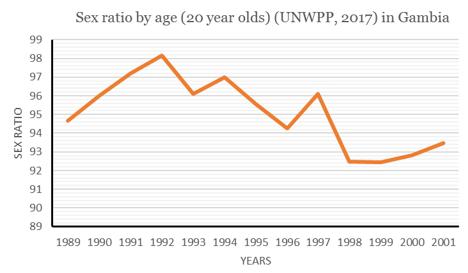 Sex ratio by age (20 year olds) (UNWPP, 2017) in Gambia
99
98
97
96
95
94
93
92
91
90
89
SEX RATIO
1989 1990 1991 1992 1993 1994 1995 1996 1997 1998 1999 2000 2001
YEARS